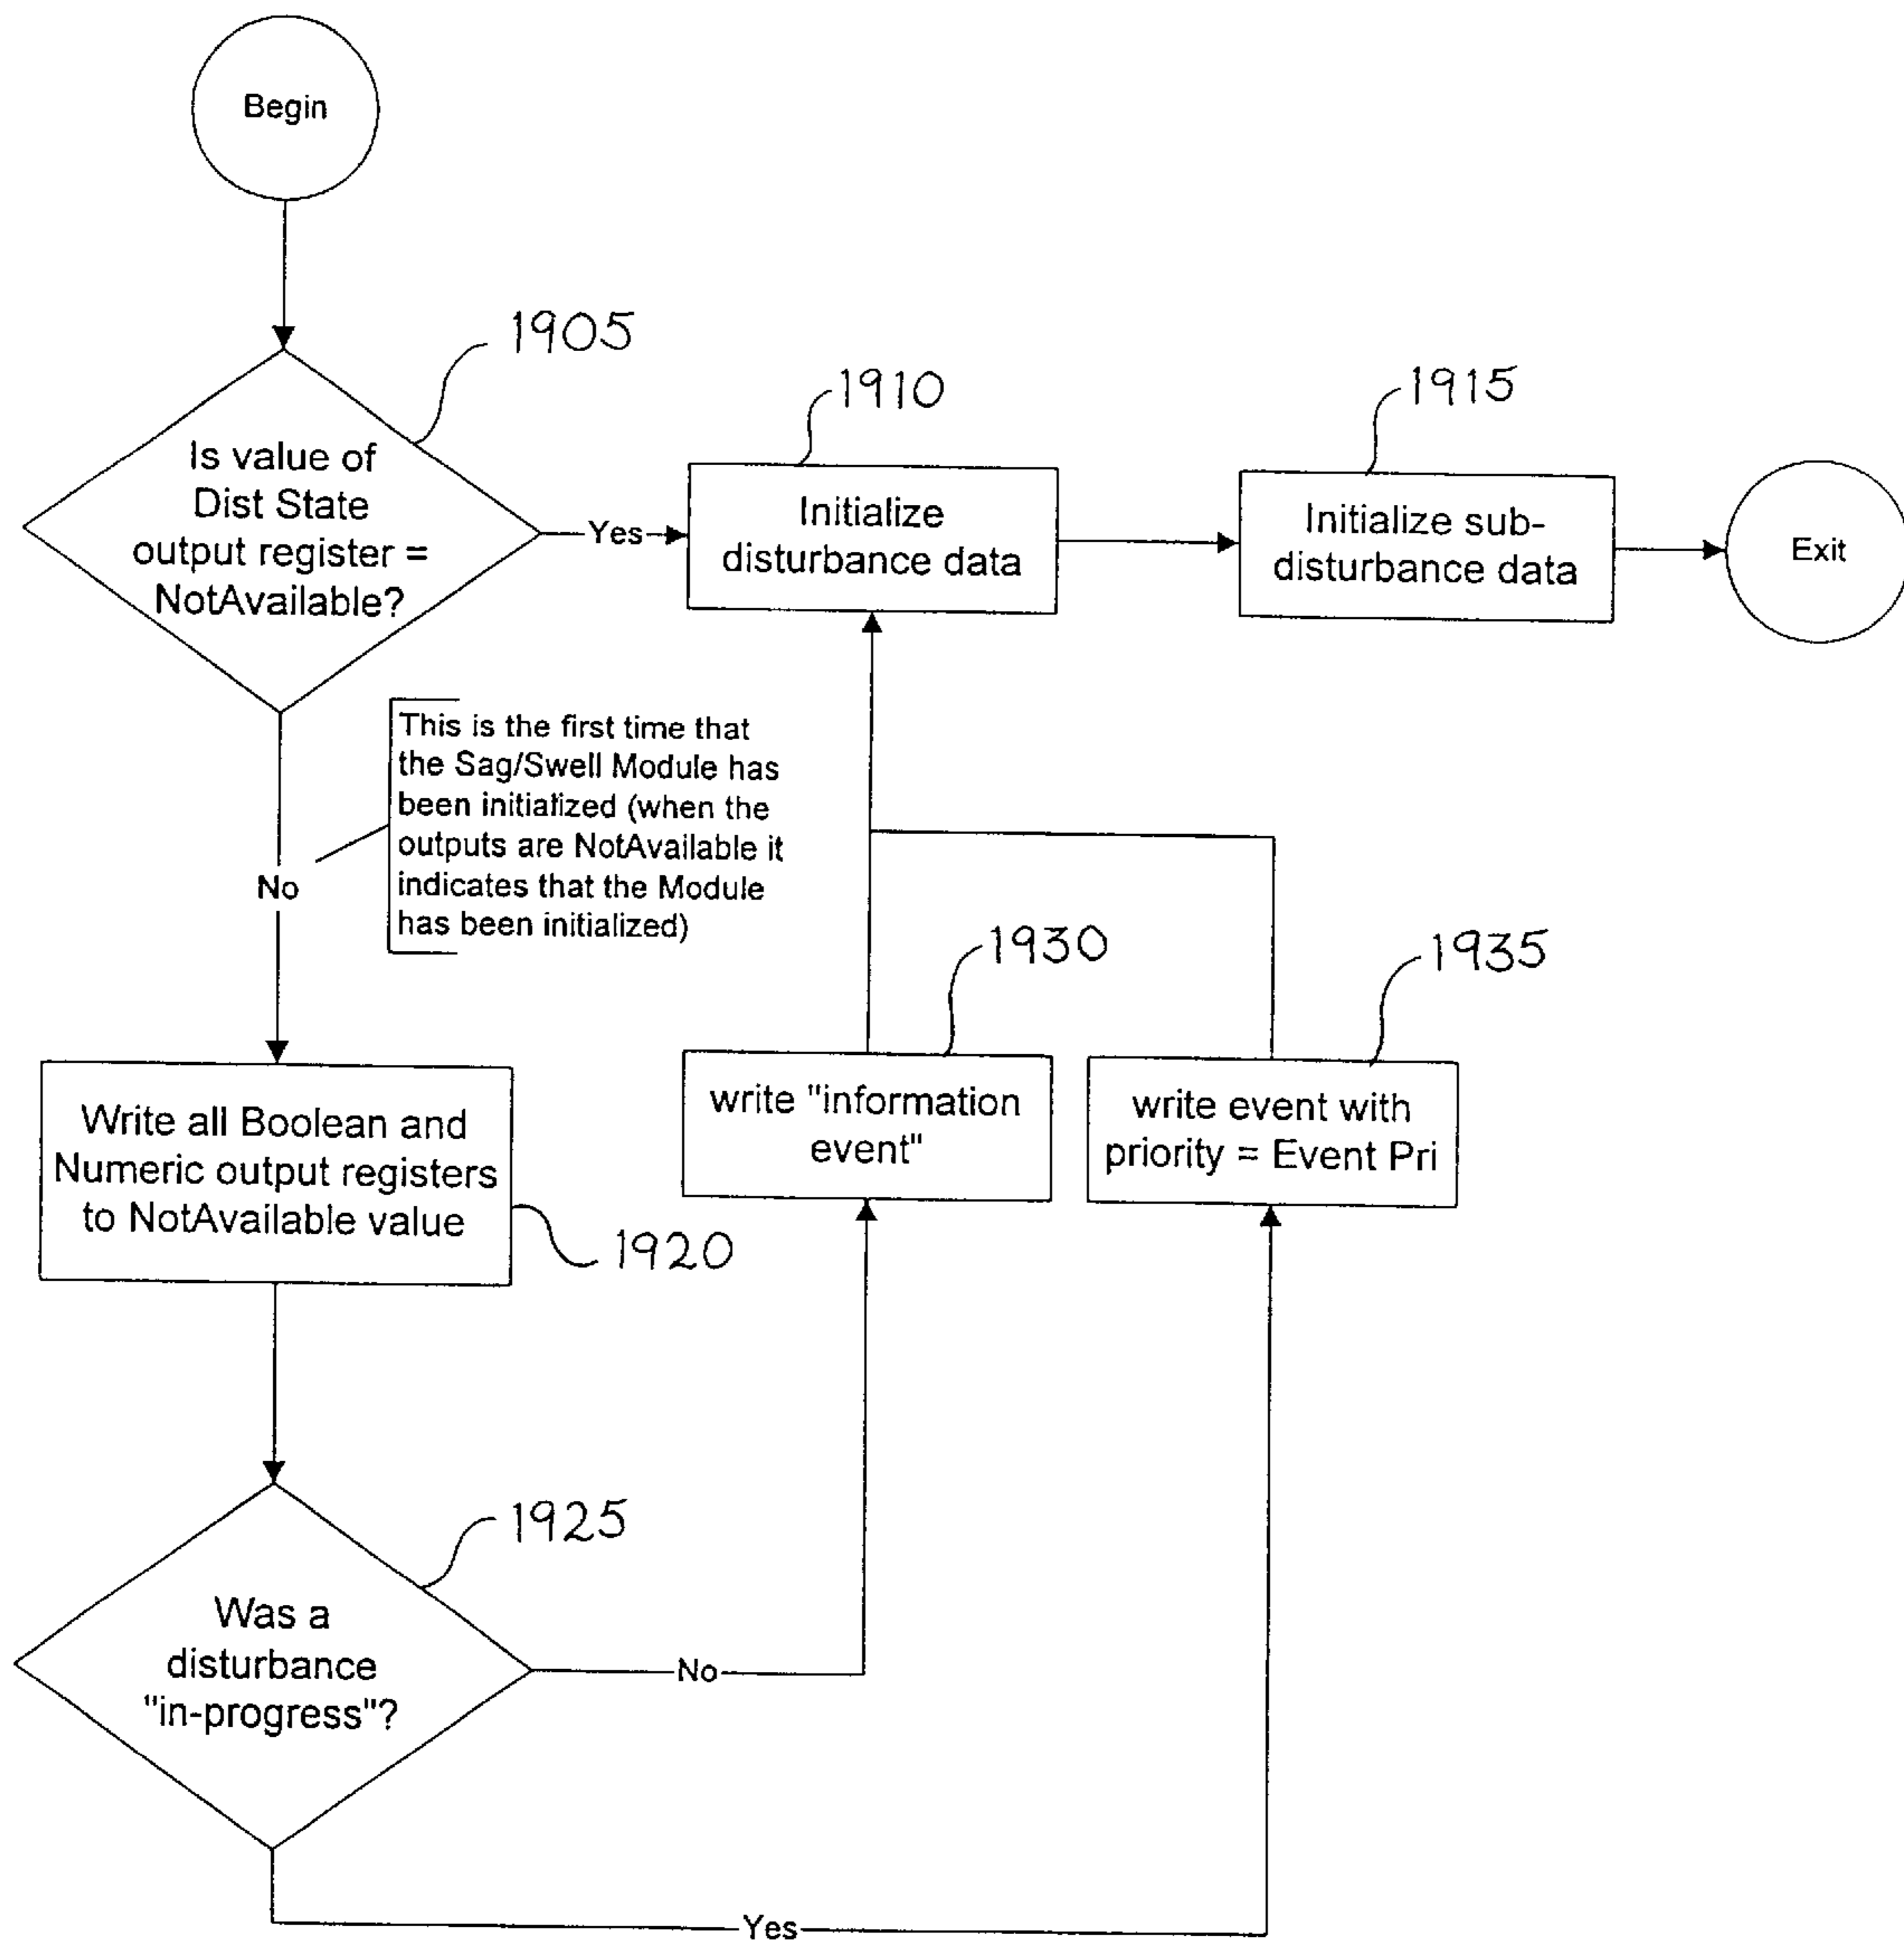 Begin
1905
Is value of
Dist State
output register =
NotAvailable?
Yes
1910
Initialize
disturbance data
1915
Initialize sub-
disturbance data
Exit
No
This is the first time that
the Sag/Swell Module has
been initialized (when the
outputs are NotAvailable it
indicates that the Module
has been initialized)
1930
write "information
event"
1935
write event with
priority = Event Pri
Write all Boolean and
Numeric output registers
to NotAvailable value
1920
1925
Was a
disturbance
"in-progress"?
No
Yes